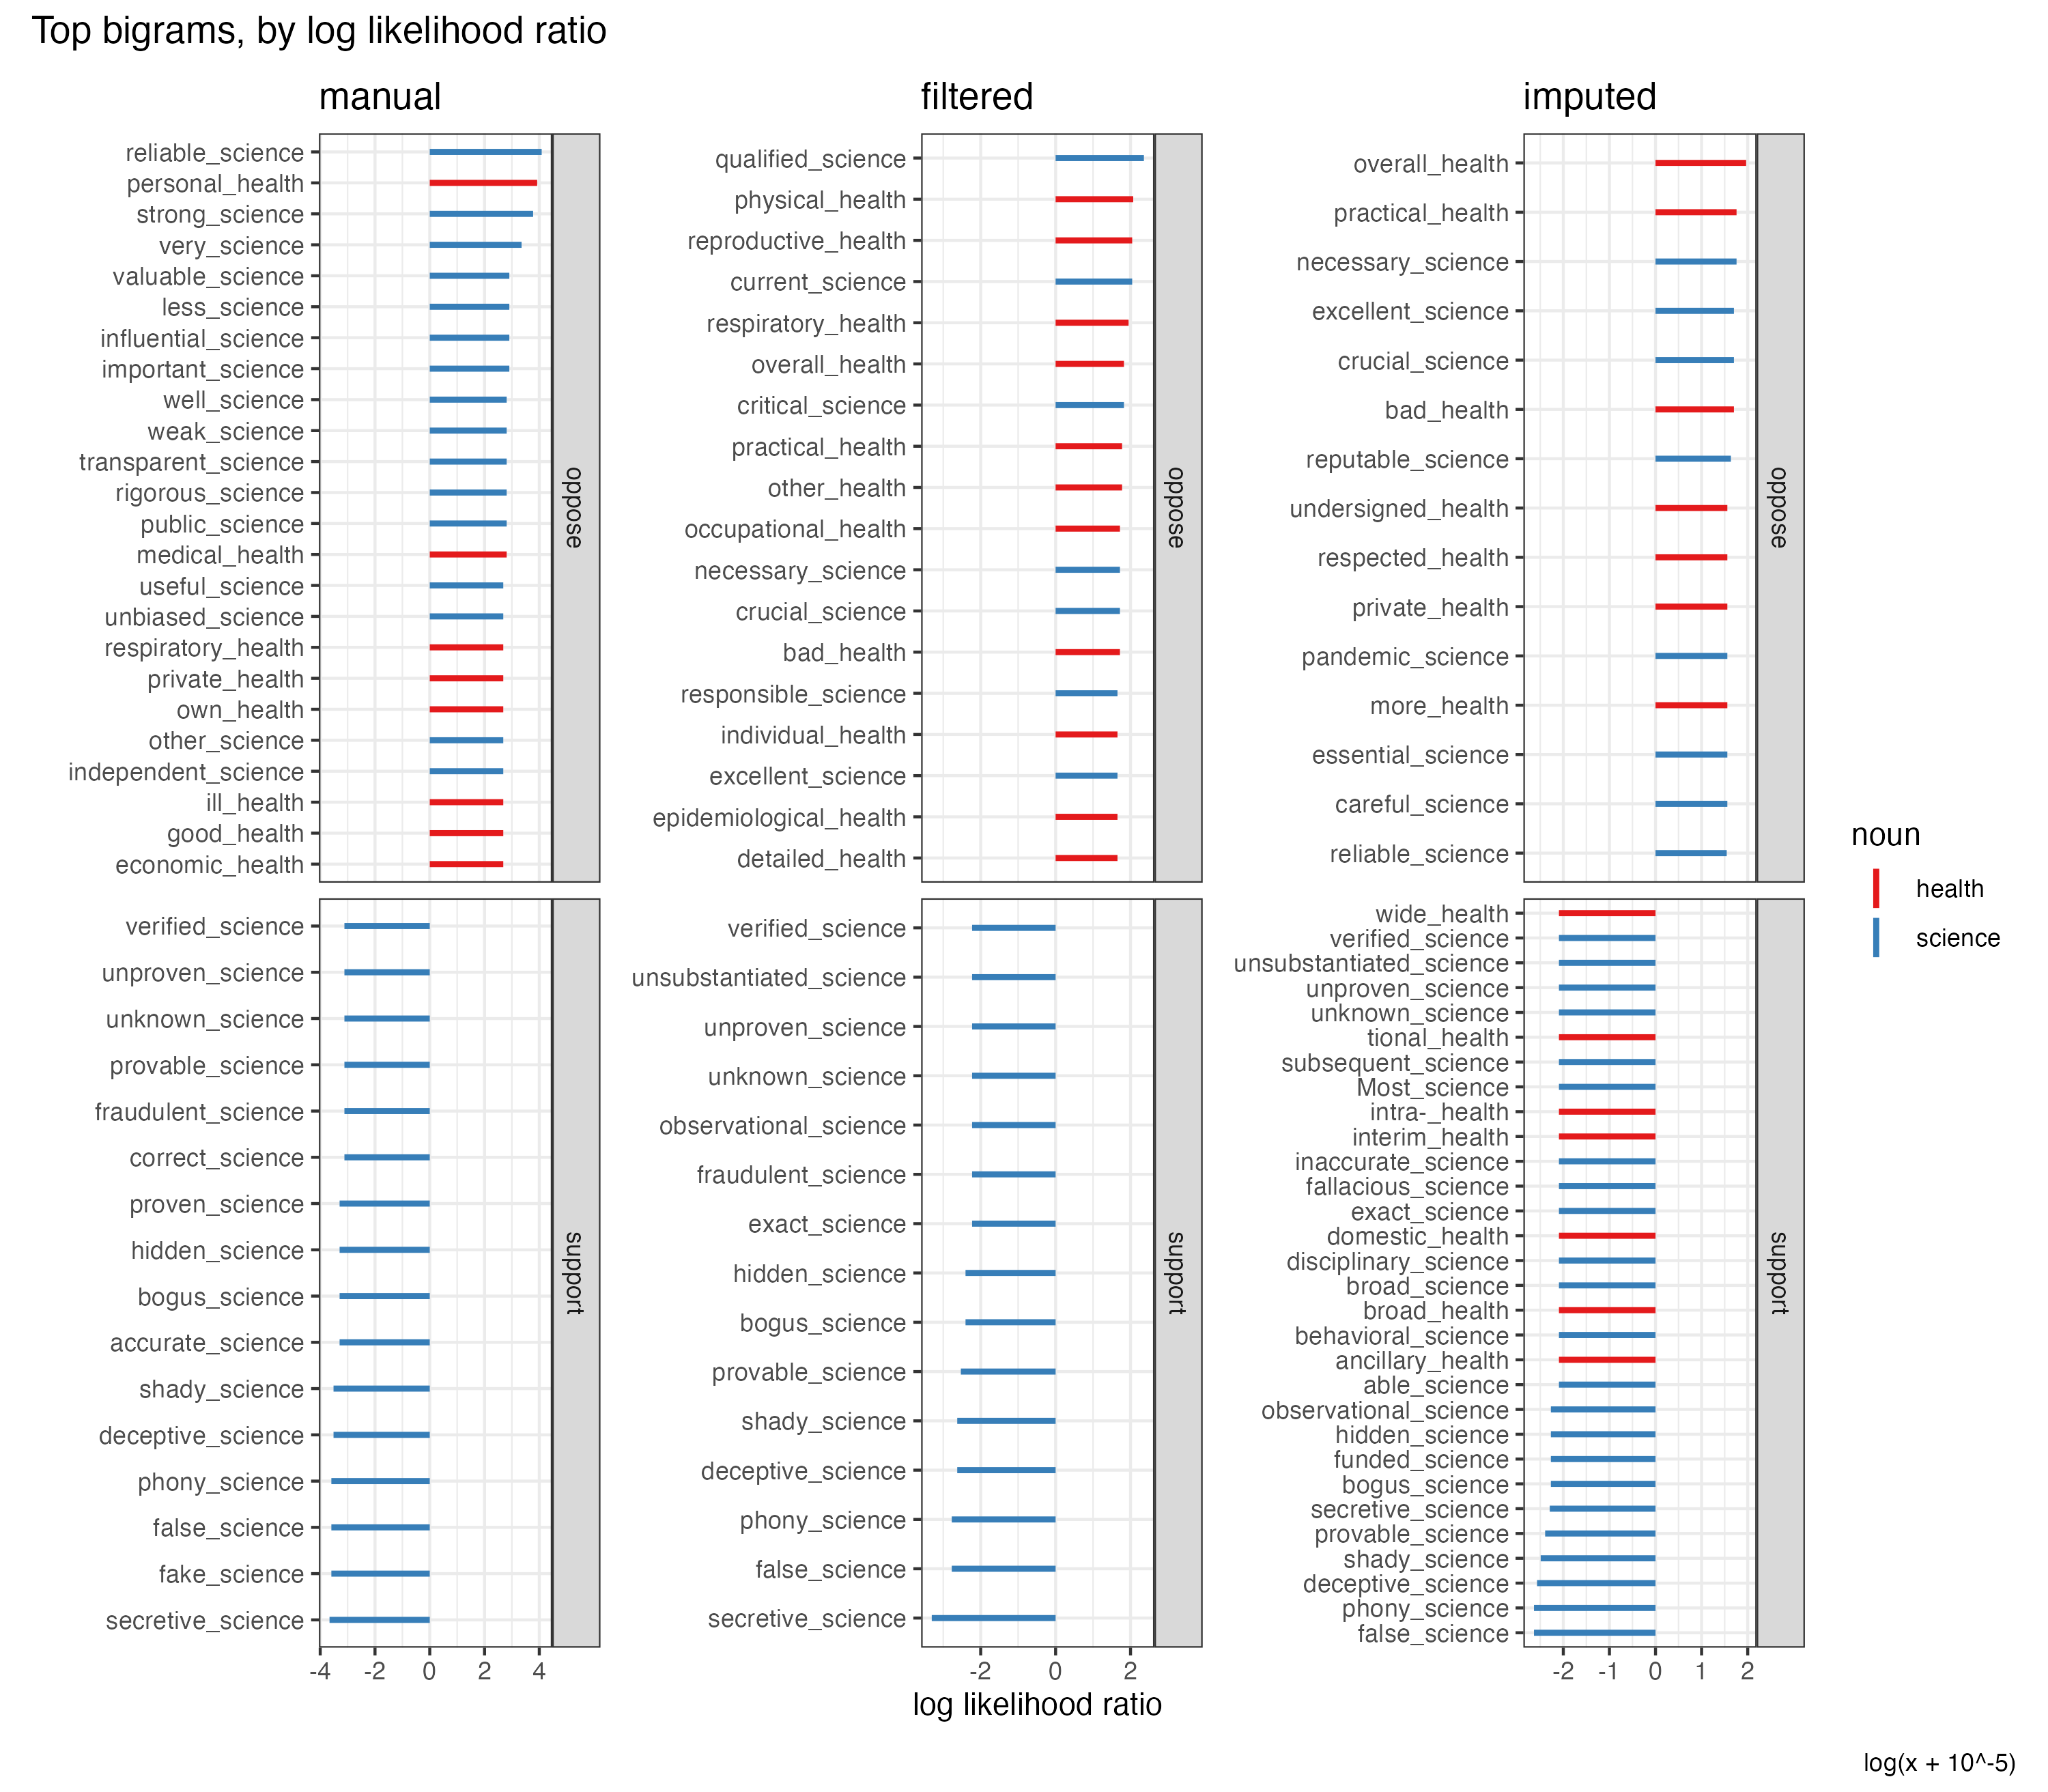 Top bigrams, by log likelihood ratio
manual
reliable_science
personal_health
strong_science
very_science
valuable_science
less_science
influential_science
important_science
well_science
weak_science
transparent_science
rigorous_science
public_science
medical_health
useful_science
unbiased_science
respiratory_health
private_health
own_health
other_science
independent_science
ill_health
good_health
economic_health
oppose
verified_science
unproven_science
unknown_science
provable_science
fraudulent_science
correct_science
proven_science
hidden_science
bogus_science
accurate_science
shady_science
deceptive_science
phony_science
false_science
fake_science
secretive_science
support
-4 -2 0 2 4
filtered
qualified_science
physical_health
reproductive_health
current_science
respiratory_health
overall_health
critical_science
practical_health
other_health
occupational_health
necessary_science
crucial_science
bad_health
responsible_science
individual_health
excellent_science
epidemiological_health
detailed_health
oppose
verified_science
unsubstantiated_science
unproven_science
unknown_science
observational_science
fraudulent_science
exact_science
hidden_science
bogus_science
provable_science
shady_science
deceptive_science
phony_science
false_science
secretive_science
support
-2 0 2
log likelihood ratio
imputed
overall_health
practical_health
necessary_science
excellent_science
crucial_science
bad_health
reputable_science
undersigned_health
respected_health
private_health
pandemic_science
more_health
essential_science
careful_science
reliable_science
oppose
wide_health
verified_science
unsubstantiated_science
unproven_science
unknown_science
tional_health
subsequent_science
Most_science
intra-_health
interim_health
inaccurate_science
fallacious_science
exact_science
domestic_health
disciplinary_science
broad_science
broad_health
behavioral_science
ancillary_health
able_science
observational_science
hidden_science
funded_science
bogus_science
secretive_science
provable_science
shady_science
deceptive_science
phony_science
false_science
support
-2 -1 0 1 2
noun
health
science
log(x + 10^-5)